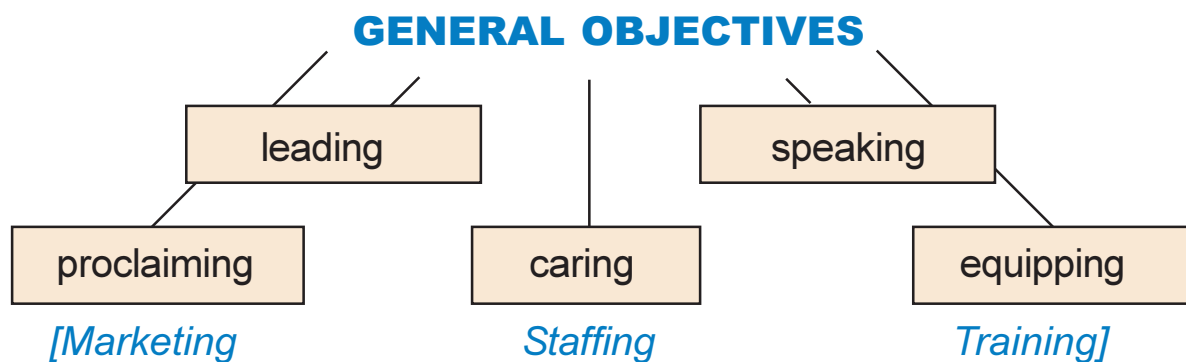 GENERAL OBJECTIVES
leading speaking
proclaiming caring equipping
[Marketing Staffing Training]